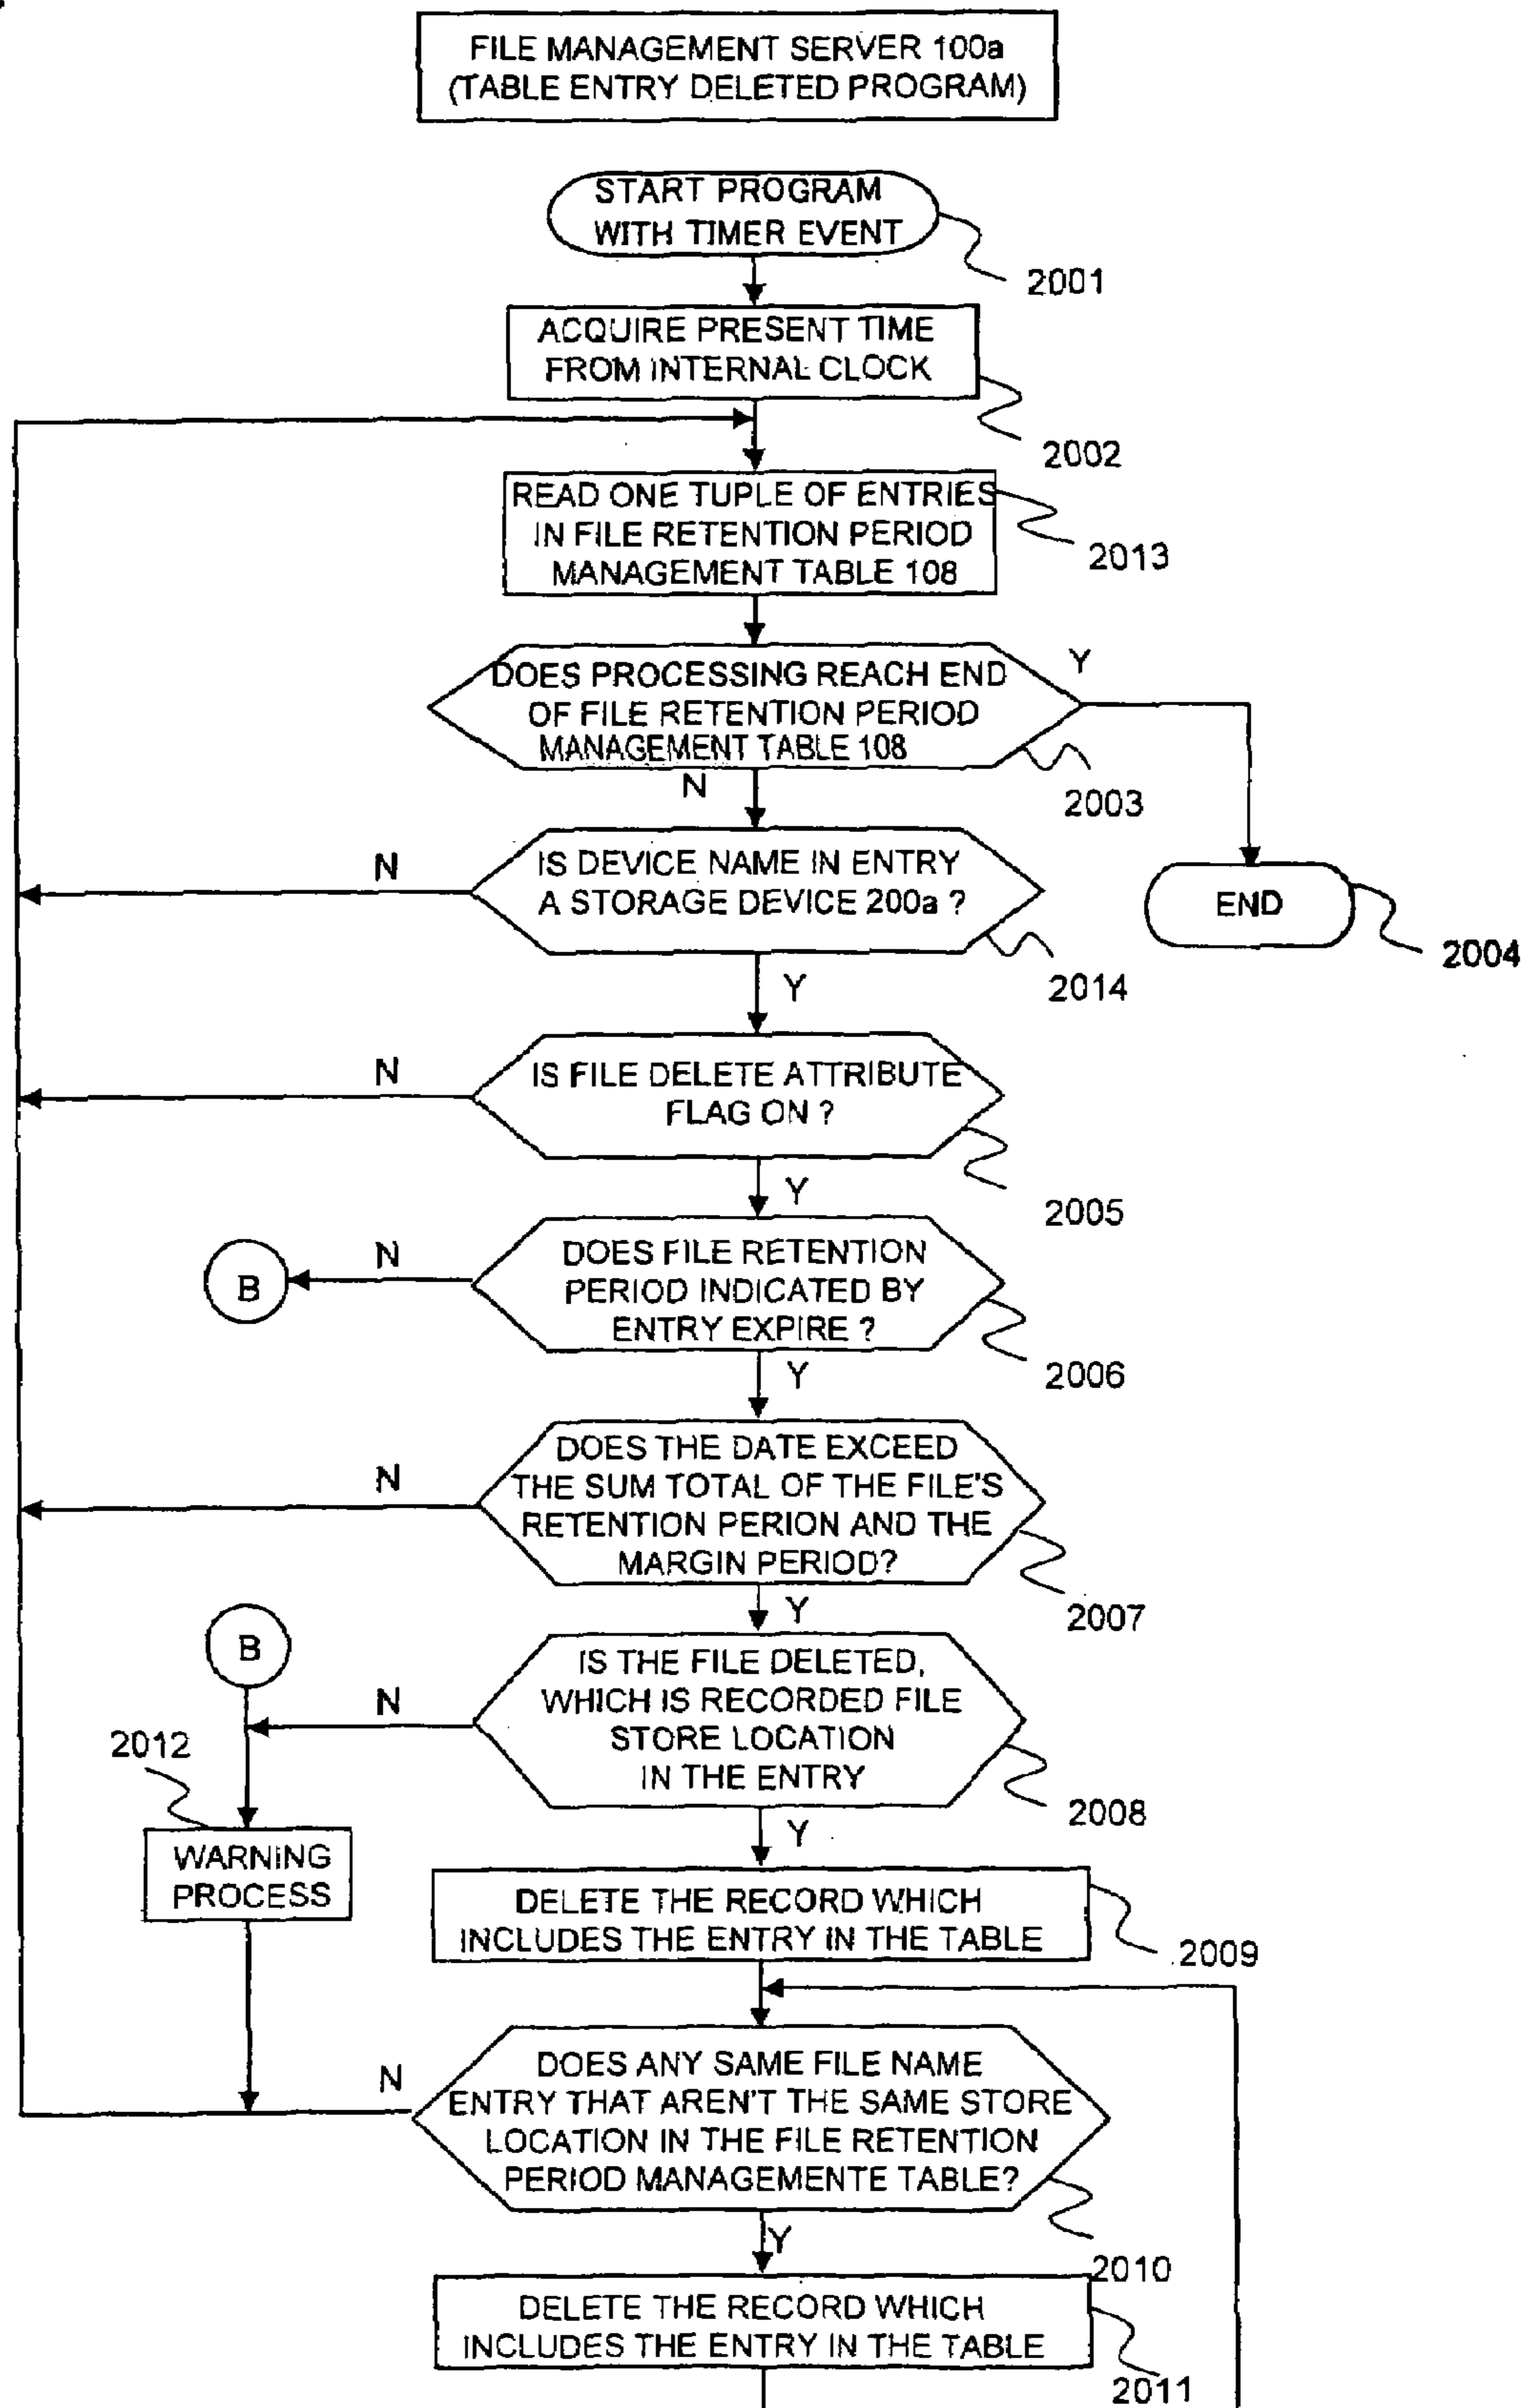 FILE MANAGEMENT SERVER 100a
(TABLE ENTRY DELETED PROGRAM)
START PROGRAM
WITH TIMER EVENT
2001
ACQUIRE PRESENT TIME
FROM INTERNAL CLOCK
2002
READ ONE TUPLE OF ENTRIES
IN FILE RETENTION PERIOD
MANAGEMENT TABLE 108
2013
DOES PROCESSING REACH END
OF FILE RETENTION PERIOD
MANAGEMENT TABLE 108
Y
N
2003
IS DEVICE NAME IN ENTRY
A STORAGE DEVICE 200a ?
N
END
2004
2014
Y
IS FILE DELETE ATTRIBUTE
FLAG ON ?
N
2005
Y
DOES FILE RETENTION
PERIOD INDICATED BY
ENTRY EXPIRE ?
N
B
2006
Y
DOES THE DATE EXCEED
THE SUM TOTAL OF THE FILE'S
RETENTION PERION AND THE
MARGIN PERIOD?
N
2007
Y
B
IS THE FILE DELETED,
WHICH IS RECORDED FILE
STORE LOCATION
IN THE ENTRY
N
2012
2008
Y
WARNING
PROCESS
DELETE THE RECORD WHICH
INCLUDES THE ENTRY IN THE TABLE
2009
DOES ANY SAME FILE NAME
ENTRY THAT AREN'T THE SAME STORE
LOCATION IN THE FILE RETENTION
PERIOD MANAGEMENTE TABLE?
N
2010
Y
DELETE THE RECORD WHICH
INCLUDES THE ENTRY IN THE TABLE
2011